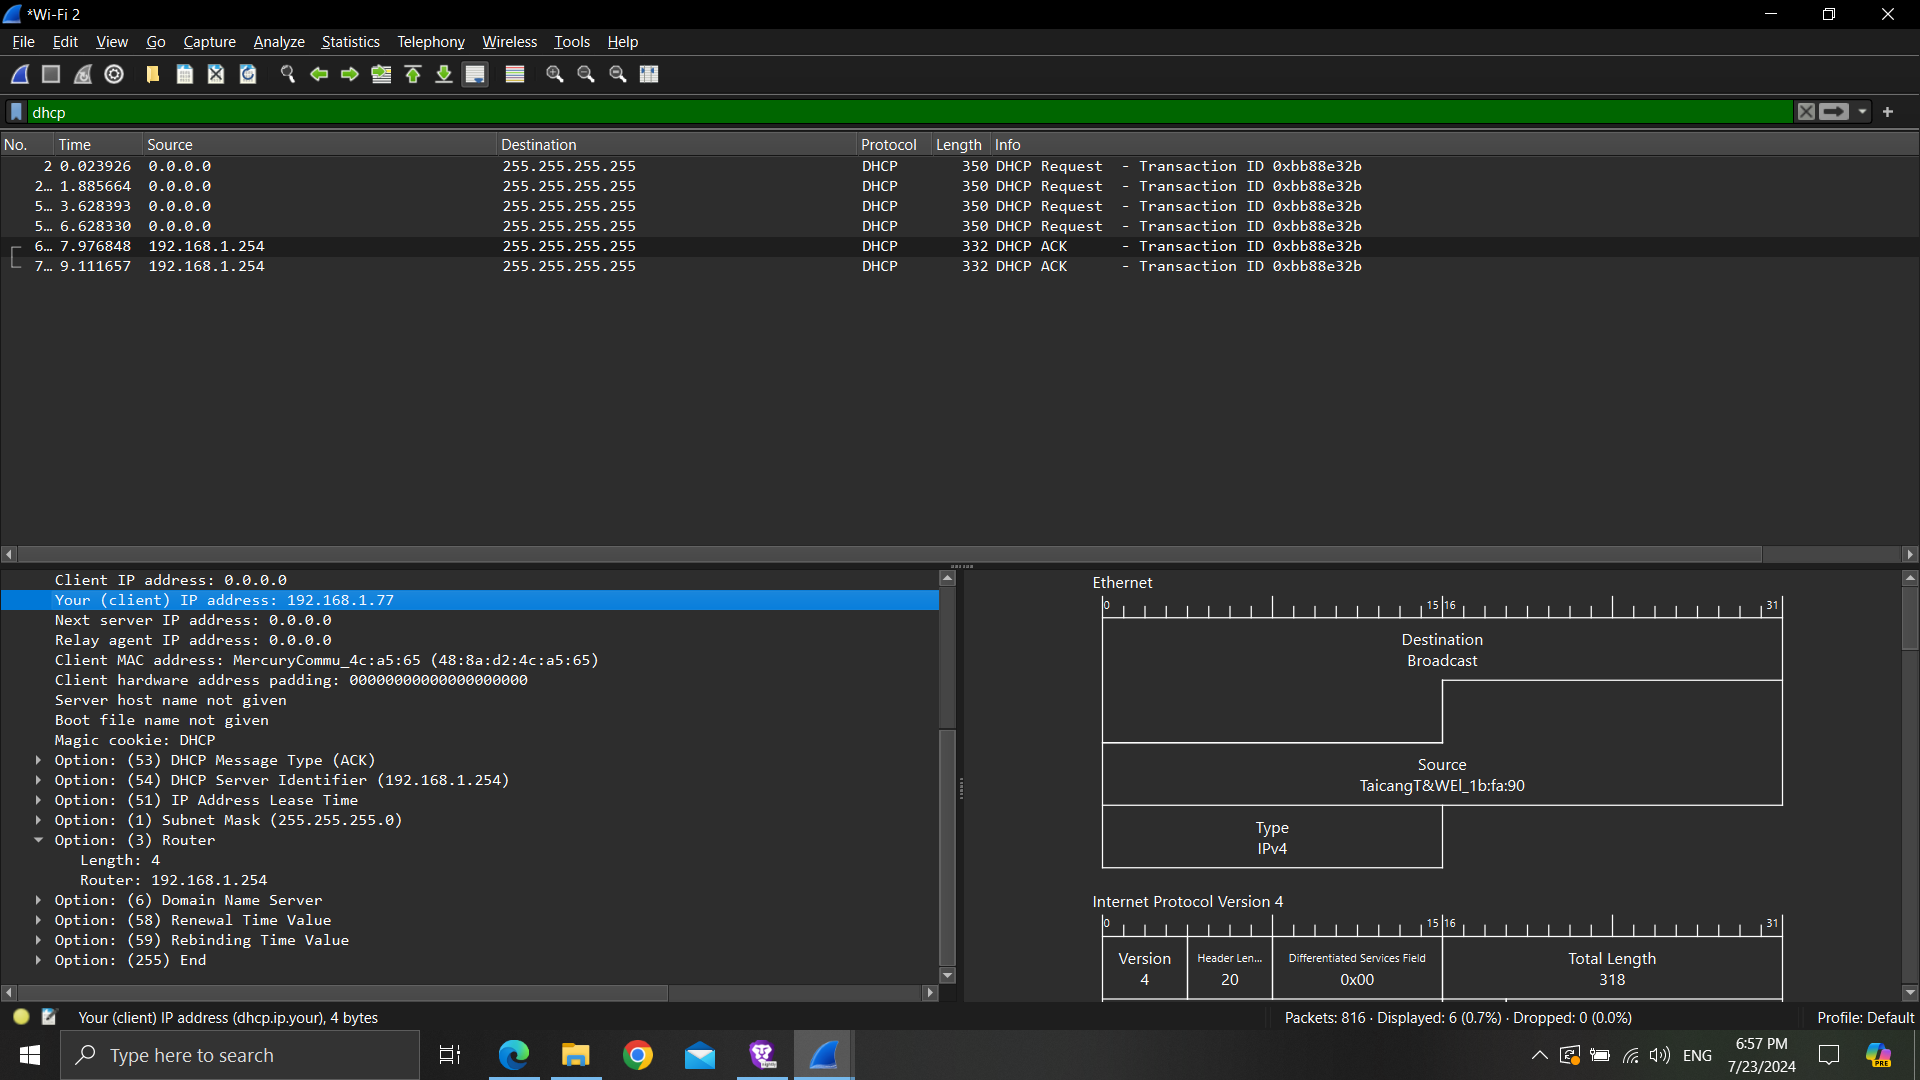 *Wi-Fi 2
File Edit View Go Capture Analyze Statistics Telephony Wireless Tools Help
dhcp
No. Time Source Destination Protocol Length Info
2 0.023926 0.0.0.0 255.255.255.255 DHCP 350 DHCP Request - Transaction ID 0xbb88e32b
2… 1.885664 0.0.0.0 255.255.255.255 DHCP 350 DHCP Request - Transaction ID 0xbb88e32b
5… 3.628393 0.0.0.0 255.255.255.255 DHCP 350 DHCP Request - Transaction ID 0xbb88e32b
5… 6.628330 0.0.0.0 255.255.255.255 DHCP 350 DHCP Request - Transaction ID 0xbb88e32b
6… 7.976848 192.168.1.254 255.255.255.255 DHCP 332 DHCP ACK - Transaction ID 0xbb88e32b
7… 9.111657 192.168.1.254 255.255.255.255 DHCP 332 DHCP ACK - Transaction ID 0xbb88e32b
Client IP address: 0.0.0.0
Your (client) IP address: 192.168.1.77
Next server IP address: 0.0.0.0
Relay agent IP address: 0.0.0.0
Client MAC address: MercuryCommu_4c:a5:65 (48:8a:d2:4c:a5:65)
Client hardware address padding: 00000000000000000000
Server host name not given
Boot file name not given
Magic cookie: DHCP
Option: (53) DHCP Message Type (ACK)
Option: (54) DHCP Server Identifier (192.168.1.254)
Option: (51) IP Address Lease Time
Option: (1) Subnet Mask (255.255.255.0)
Option: (3) Router
Length: 4
Router: 192.168.1.254
Option: (6) Domain Name Server
Option: (58) Renewal Time Value
Option: (59) Rebinding Time Value
Option: (255) End
Ethernet
0 15 16 31
Destination
Broadcast
Source
TaicangT&WEl_1b:fa:90
Type
IPv4
Internet Protocol Version 4
0 15 16 31
Version Header Len... Differentiated Services Field Total Length
4 20 0x00 318
Your (client) IP address (dhcp.ip.your), 4 bytes
Packets: 816 · Displayed: 6 (0.7%) · Dropped: 0 (0.0%)
Profile: Default
Type here to search
ENG
6:57 PM
7/23/2024
PRE